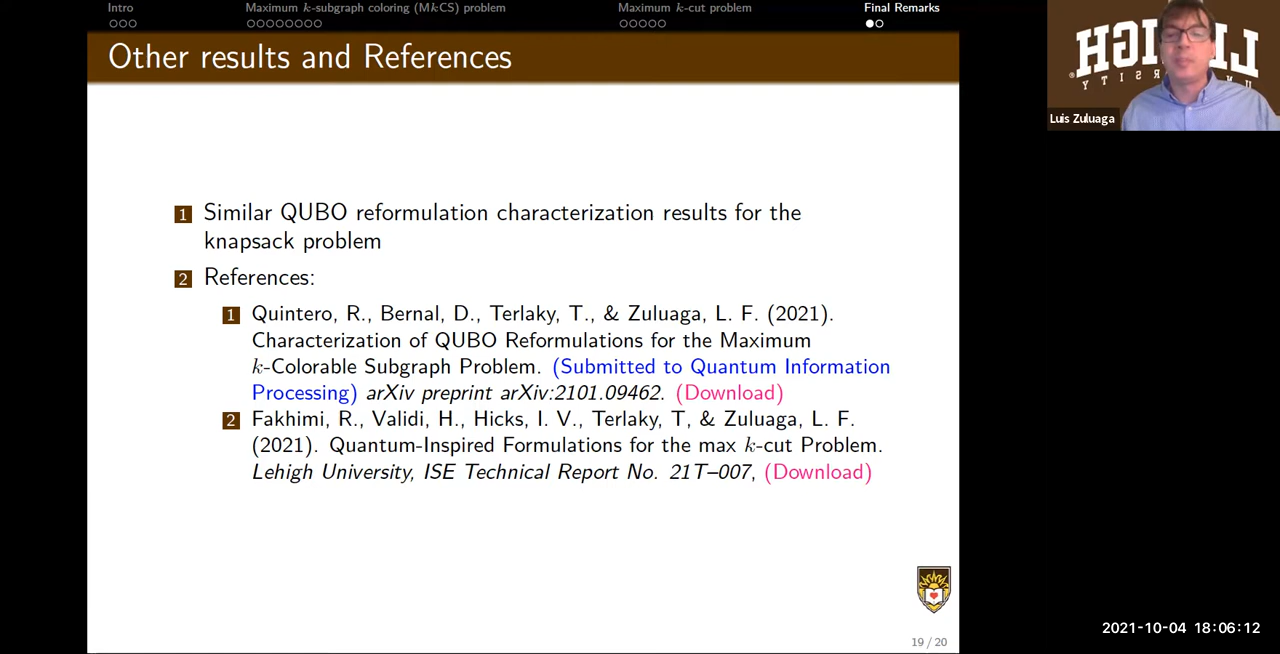 Intro
Maximum k-subgraph coloring (MkCS) problem
Maximum k-cut problem
Final Remarks
Other results and References
1 Similar QUBO reformulation characterization results for the
knapsack problem
2 References:
1 Quintero, R., Bernal, D., Terlaky, T., & Zuluaga, L. F. (2021).
Characterization of QUBO Reformulations for the Maximum
k-Colorable Subgraph Problem. (Submitted to Quantum Information
Processing) arXiv preprint arXiv:2101.09462. (Download)
2 Fakhimi, R., Validi, H., Hicks, I. V., Terlaky, T, & Zuluaga, L. F.
(2021). Quantum-Inspired Formulations for the max k-cut Problem.
Lehigh University, ISE Technical Report No. 21T–007, (Download)
19 / 20
Luis Zuluaga
2021-10-04 18:06:12